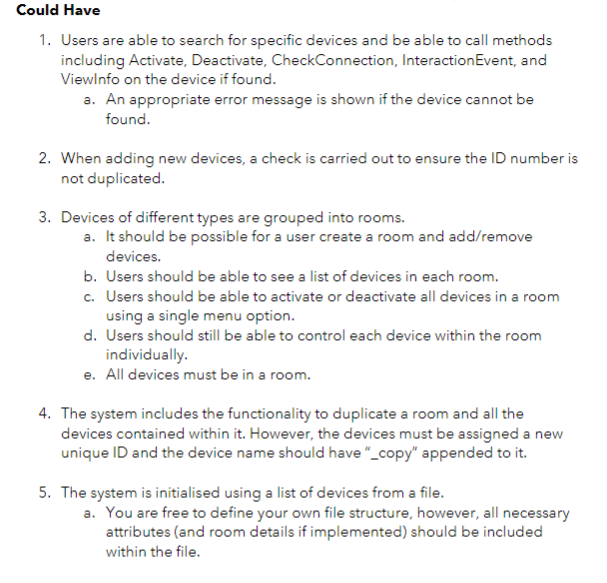 Could Have
1. Users are able to search for specific devices and be able to call methods
including Activate, Deactivate, CheckConnection, InteractionEvent, and
ViewInfo on the device if found.
a. An appropriate error message is shown if the device cannot be
found.
2. When adding new devices, a check is carried out to ensure the ID number is
not duplicated.
3. Devices of different types are grouped into rooms.
a. It should be possible for a user create a room and add/remove
devices.
b. Users should be able to see a list of devices in each room.
c. Users should be able to activate or deactivate all devices in a room
using a single menu option.
d. Users should still be able to control each device within the room
individually.
e. All devices must be in a room.
4. The system includes the functionality to duplicate a room and all the
devices contained within it. However, the devices must be assigned a new
unique ID and the device name should have “_copy” appended to it.
5. The system is initialised using a list of devices from a file.
a. You are free to define your own file structure, however, all necessary
attributes (and room details if implemented) should be included
within the file.